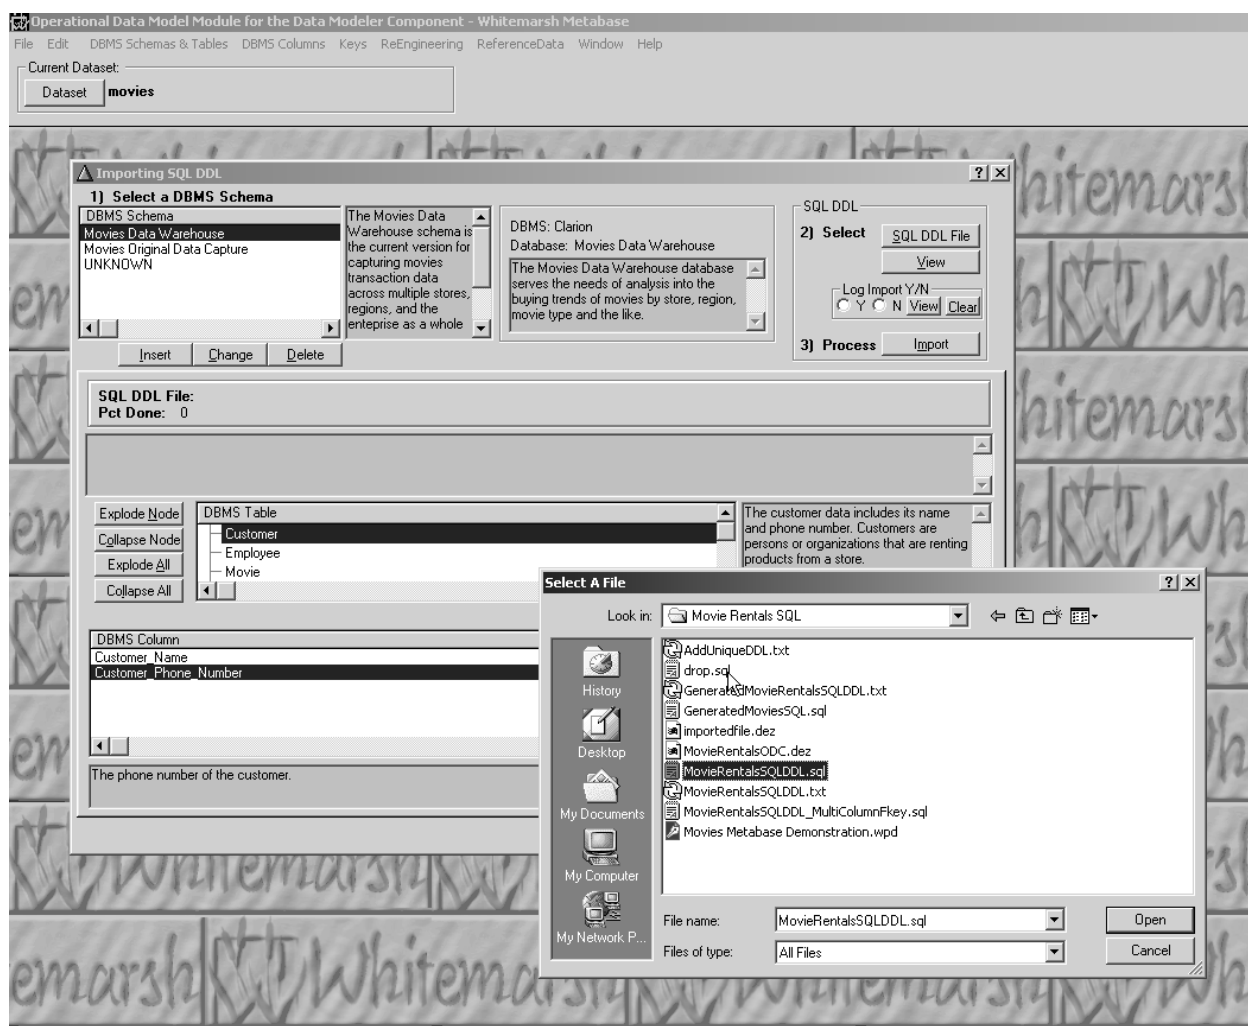 Operational Data Model Module for the Data Modeler Component - Whitemarsh Metabase
File Edit DBMS Schemas & Tables DBMS Columns Keys ReEngineering ReferenceData Window Help
Current Dataset:
Dataset movies
Importing SQL DDL
1) Select a DBMS Schema
DBMS Schema
Movies Data Warehouse
Movies Original Data Capture
UNKNOWN
The Movies Data
Warehouse schema is
the current version for
capturing movies
transaction data
across multiple stores,
regions, and the
enteprise as a whole
DBMS: Clarion
Database: Movies Data Warehouse
The Movies Data Warehouse database
serves the needs of analysis into the
buying trends of movies by store, region,
movie type and the like.
SQL DDL
2) Select SQL DDL File
View
Log Import Y/N
Y N View Clear
3) Process Import
Insert Change Delete
SQL DDL File:
Pct Done: 0
Explode Node
Collapse Node
Explode All
Collapse All
DBMS Table
Customer
Employee
Movie
The customer data includes its name
and phone number. Customers are
persons or organizations that are renting
products from a store.
DBMS Column
Customer_Name
Customer_Phone_Number
The phone number of the customer.
Select A File
Look in: Movie Rentals SQL
History
Desktop
My Documents
My Computer
My Network P...
AddUniqueDDL.txt
drop.sql
GeneratedMovieRentalsSQLDDL.txt
GeneratedMoviesSQL.sql
importedfile.dez
MovieRentalsODC.dez
MovieRentalsSQLDDL.sql
MovieRentalsSQLDDL.txt
MovieRentalsSQLDDL_MultiColumnFkey.sql
Movies Metabase Demonstration.wpd
File name: MovieRentalsSQLDDL.sql Open
Files of type: All Files Cancel
Whitemarsh